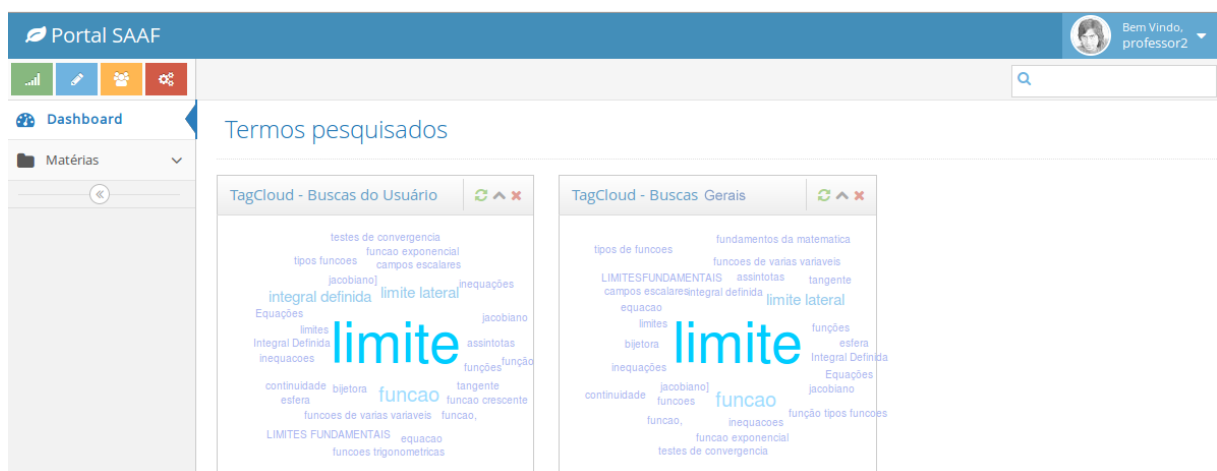 Portal SAAF
Bem Vindo,
professor2
Dashboard
Matérias
Termos pesquisados
TagCloud - Buscas do Usuário
testes de convergencia
funcao exponencial
tipos funcoes campos escalares
jacobiano] inequações
integral definida limite lateral
Equações jacobiano
limites
Integral Definida limite assintotas
inequacoes funções função
continuidade bijetora funcao tangente
esfera funcao crescente
funcoes de varias variaveis funcao,
LIMITES FUNDAMENTAIS equacao
funcoes trigonometricas
TagCloud - Buscas Gerais
fundamentos da matematica
tipos de funcoes
funcoes de varias variaveis
LIMITESFUNDAMENTAIS assintotas tangente
campos escalares integral definida limite lateral
equacao
limites funções
bijetora limite esfera
Integral Definida
inequações Equações
continuidade jacobiano] jacobiano
funcoes funcao
função tipos funcoes
funcao, inequacoes
funcao exponencial
testes de convergencia